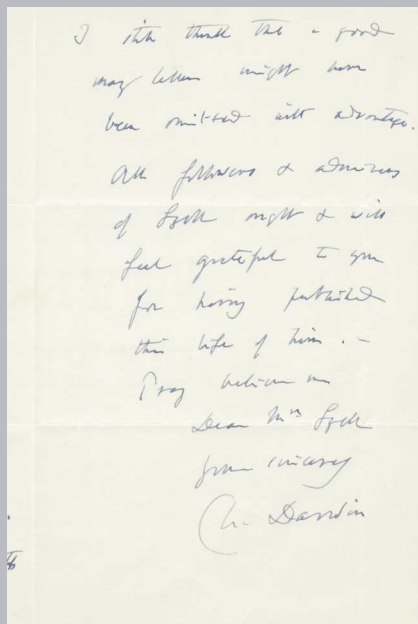 I still think that a good
many letters might have
been omitted with advantage.
All followers & admirers
of Lyell ought & will
feel grateful to you
for having published
this life of him. —
Pray believe me
Dear Mrs Lyell
yours sincerely
Ch. Darwin